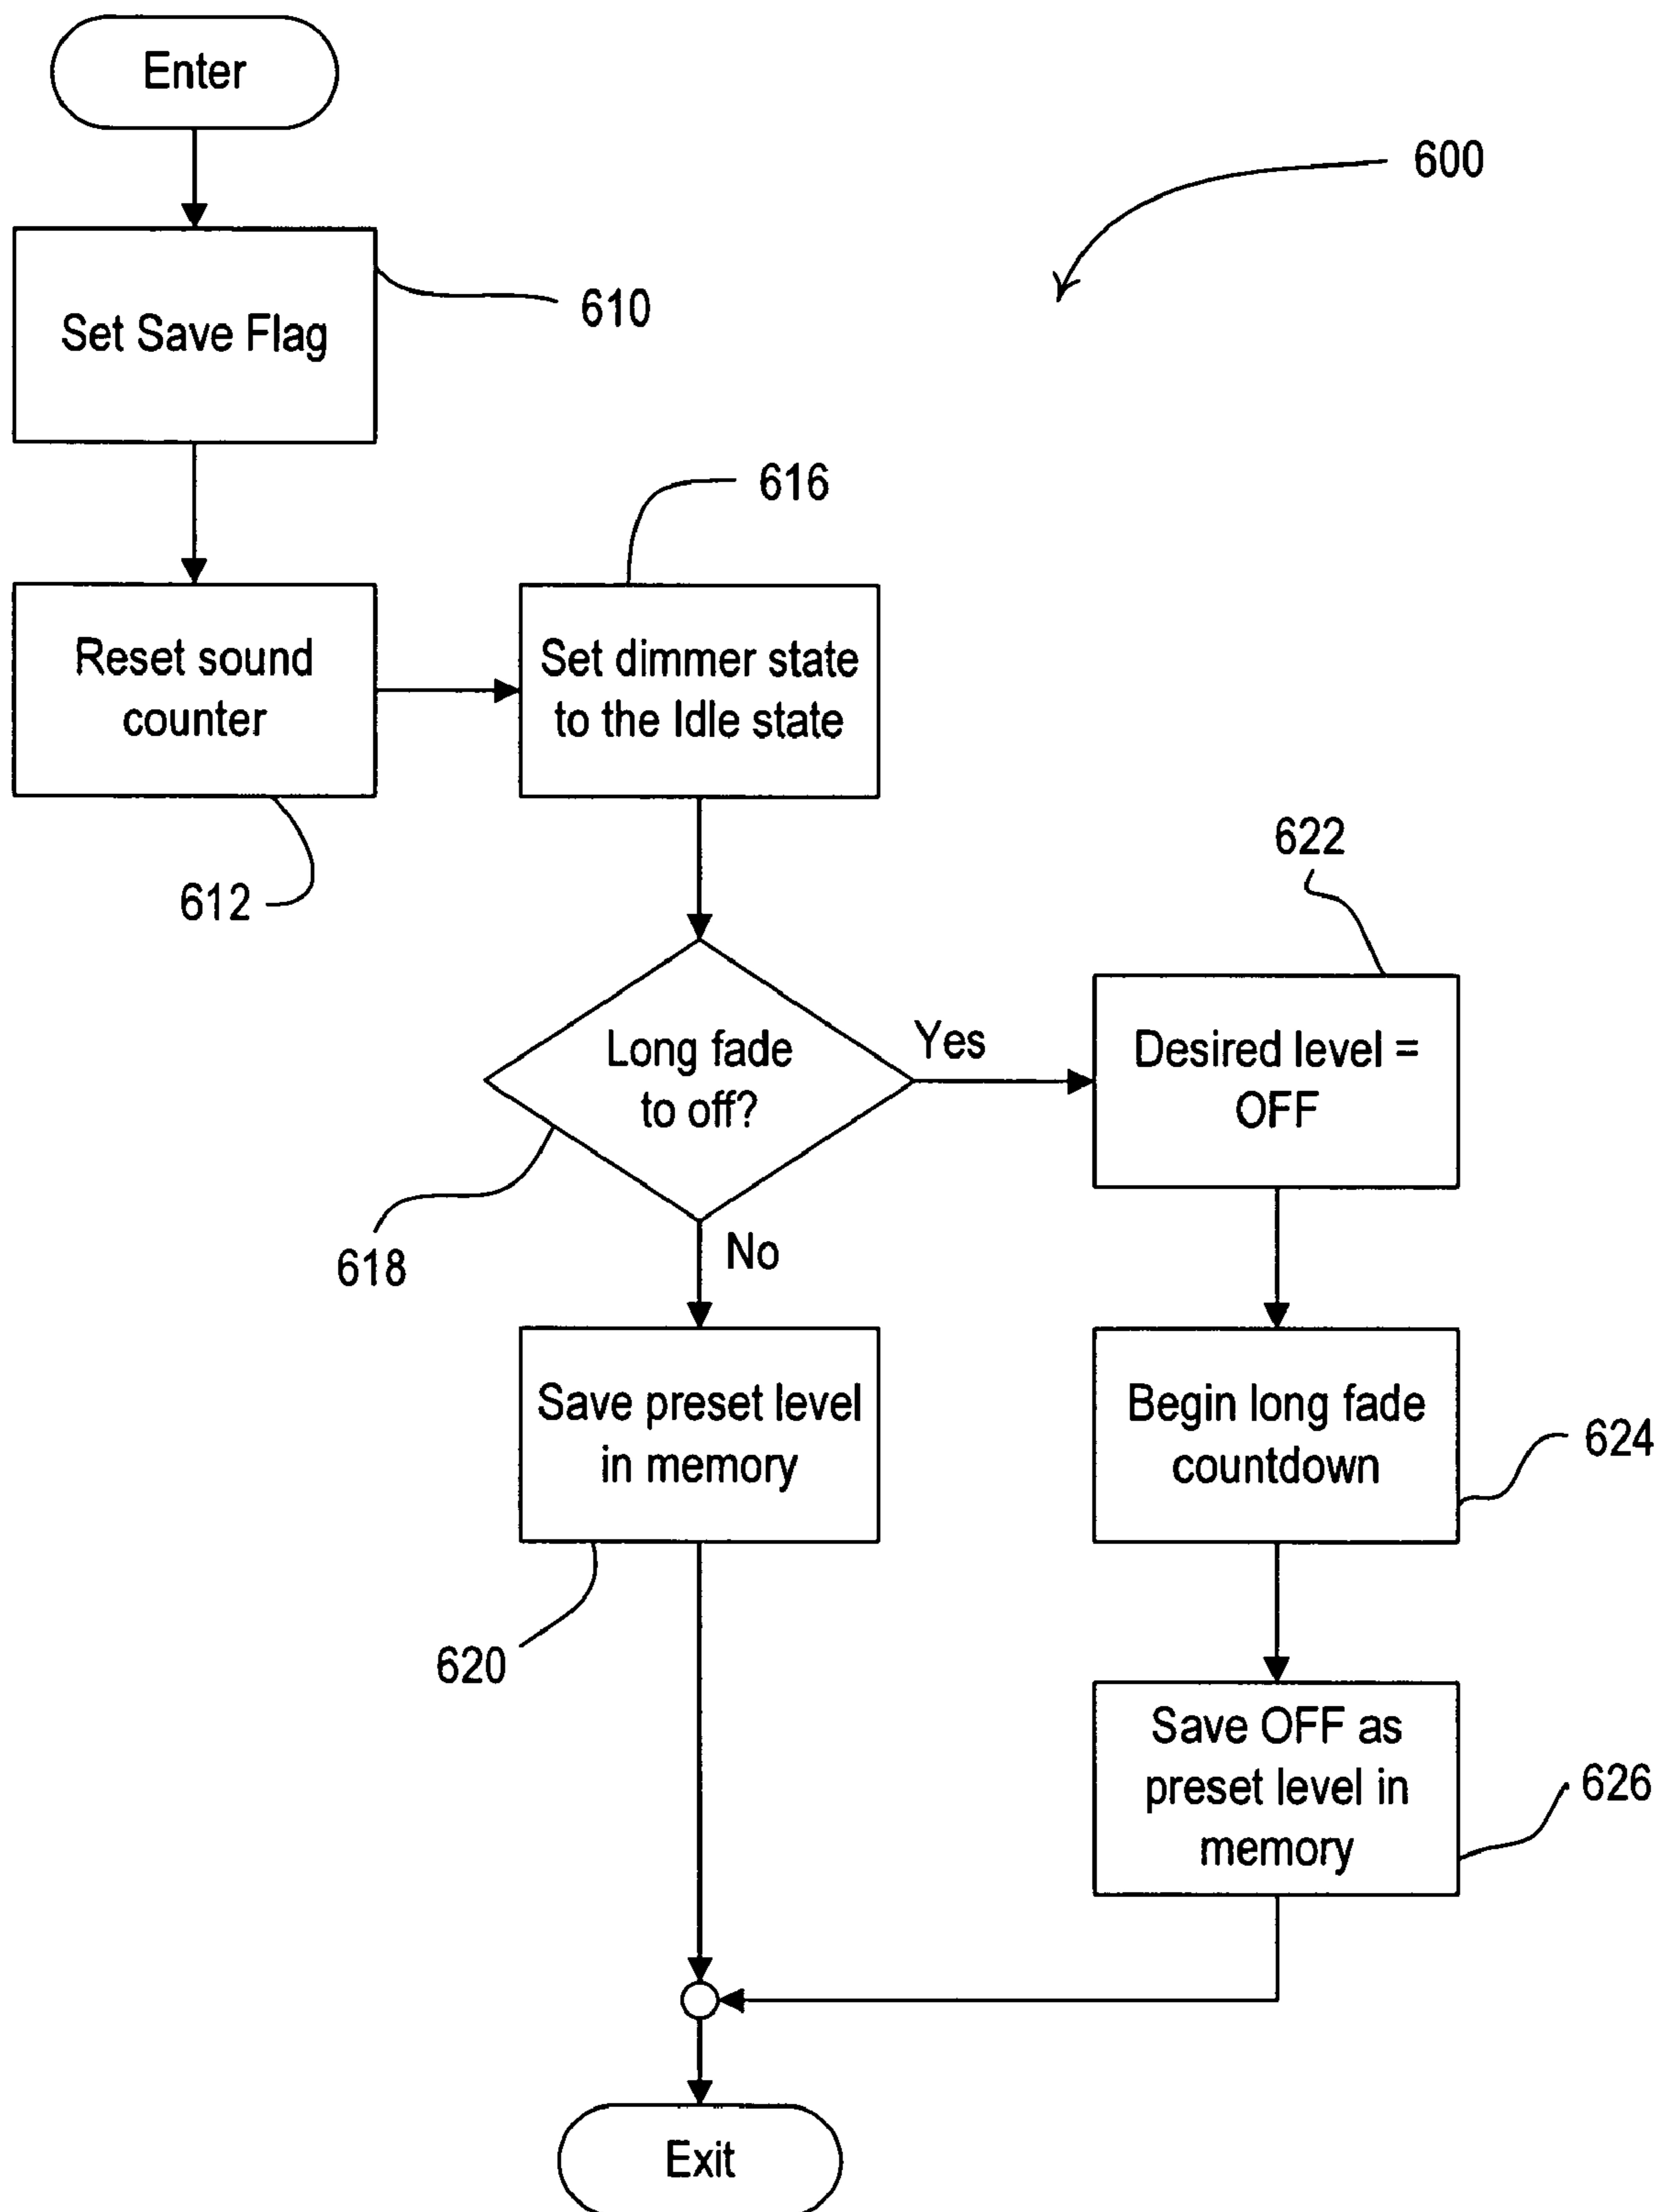 Enter
600
Set Save Flag
610
616
Reset sound
counter
Set dimmer state
to the Idle state
612
622
Long fade
to off?
Yes
Desired level =
OFF
618
No
Save preset level
in memory
Begin long fade
countdown
624
620
Save OFF as
preset level in
memory
626
Exit